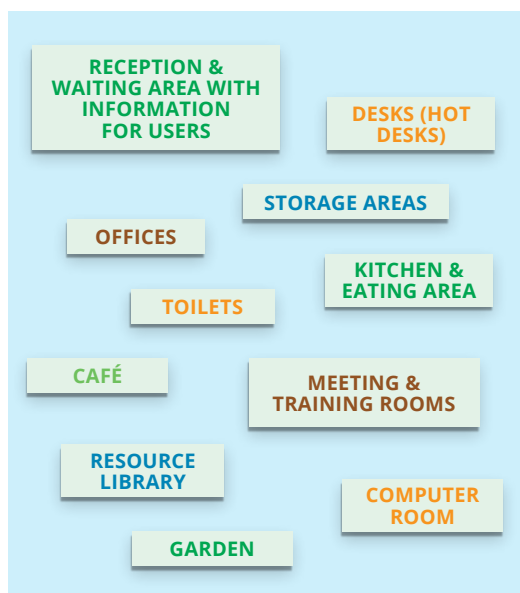 RECEPTION &
WAITING AREA WITH
INFORMATION
FOR USERS
DESKS (HOT
DESKS)
STORAGE AREAS
OFFICES
KITCHEN &
EATING AREA
TOILETS
CAFÉ
MEETING &
TRAINING ROOMS
RESOURCE
LIBRARY
COMPUTER
ROOM
GARDEN